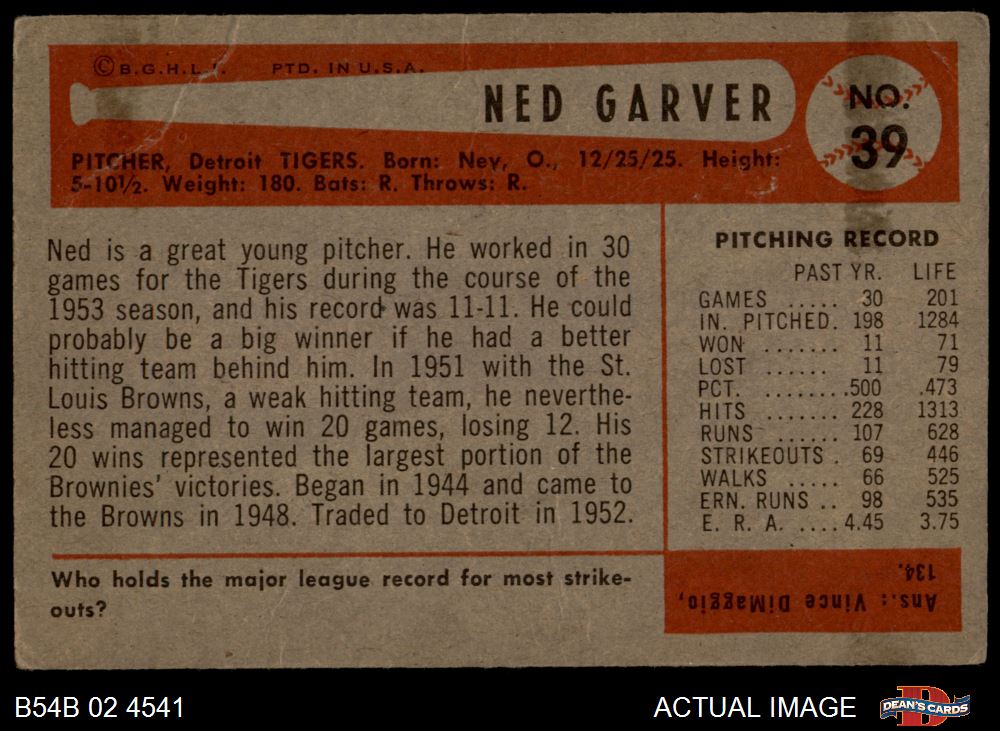 © B.G.H.L.I. PTD. IN U.S.A.
NED GARVER
NO.
39
PITCHER, Detroit TIGERS. Born: Ney, O., 12/25/25. Height:
5-10½. Weight: 180. Bats: R. Throws: R.
Ned is a great young pitcher. He worked in 30
games for the Tigers during the course of the
1953 season, and his record was 11-11. He could
probably be a big winner if he had a better
hitting team behind him. In 1951 with the St.
Louis Browns, a weak hitting team, he neverthe-
less managed to win 20 games, losing 12. His
20 wins represented the largest portion of the
Brownies' victories. Began in 1944 and came to
the Browns in 1948. Traded to Detroit in 1952.
PITCHING RECORD
PAST YR. LIFE
GAMES ..... 30 201
IN. PITCHED. 198 1284
WON ....... 11 71
LOST ...... 11 79
PCT. ........ .500 .473
HITS ....... 228 1313
RUNS ...... 107 628
STRIKEOUTS . 69 446
WALKS ..... 66 525
ERN. RUNS .. 98 535
E. R. A. .... 4.45 3.75
Who holds the major league record for most strike-
outs?
Ans.: Vince DiMaggio,
134.
B54B 02 4541
ACTUAL IMAGE
D
DEAN'S CARDS